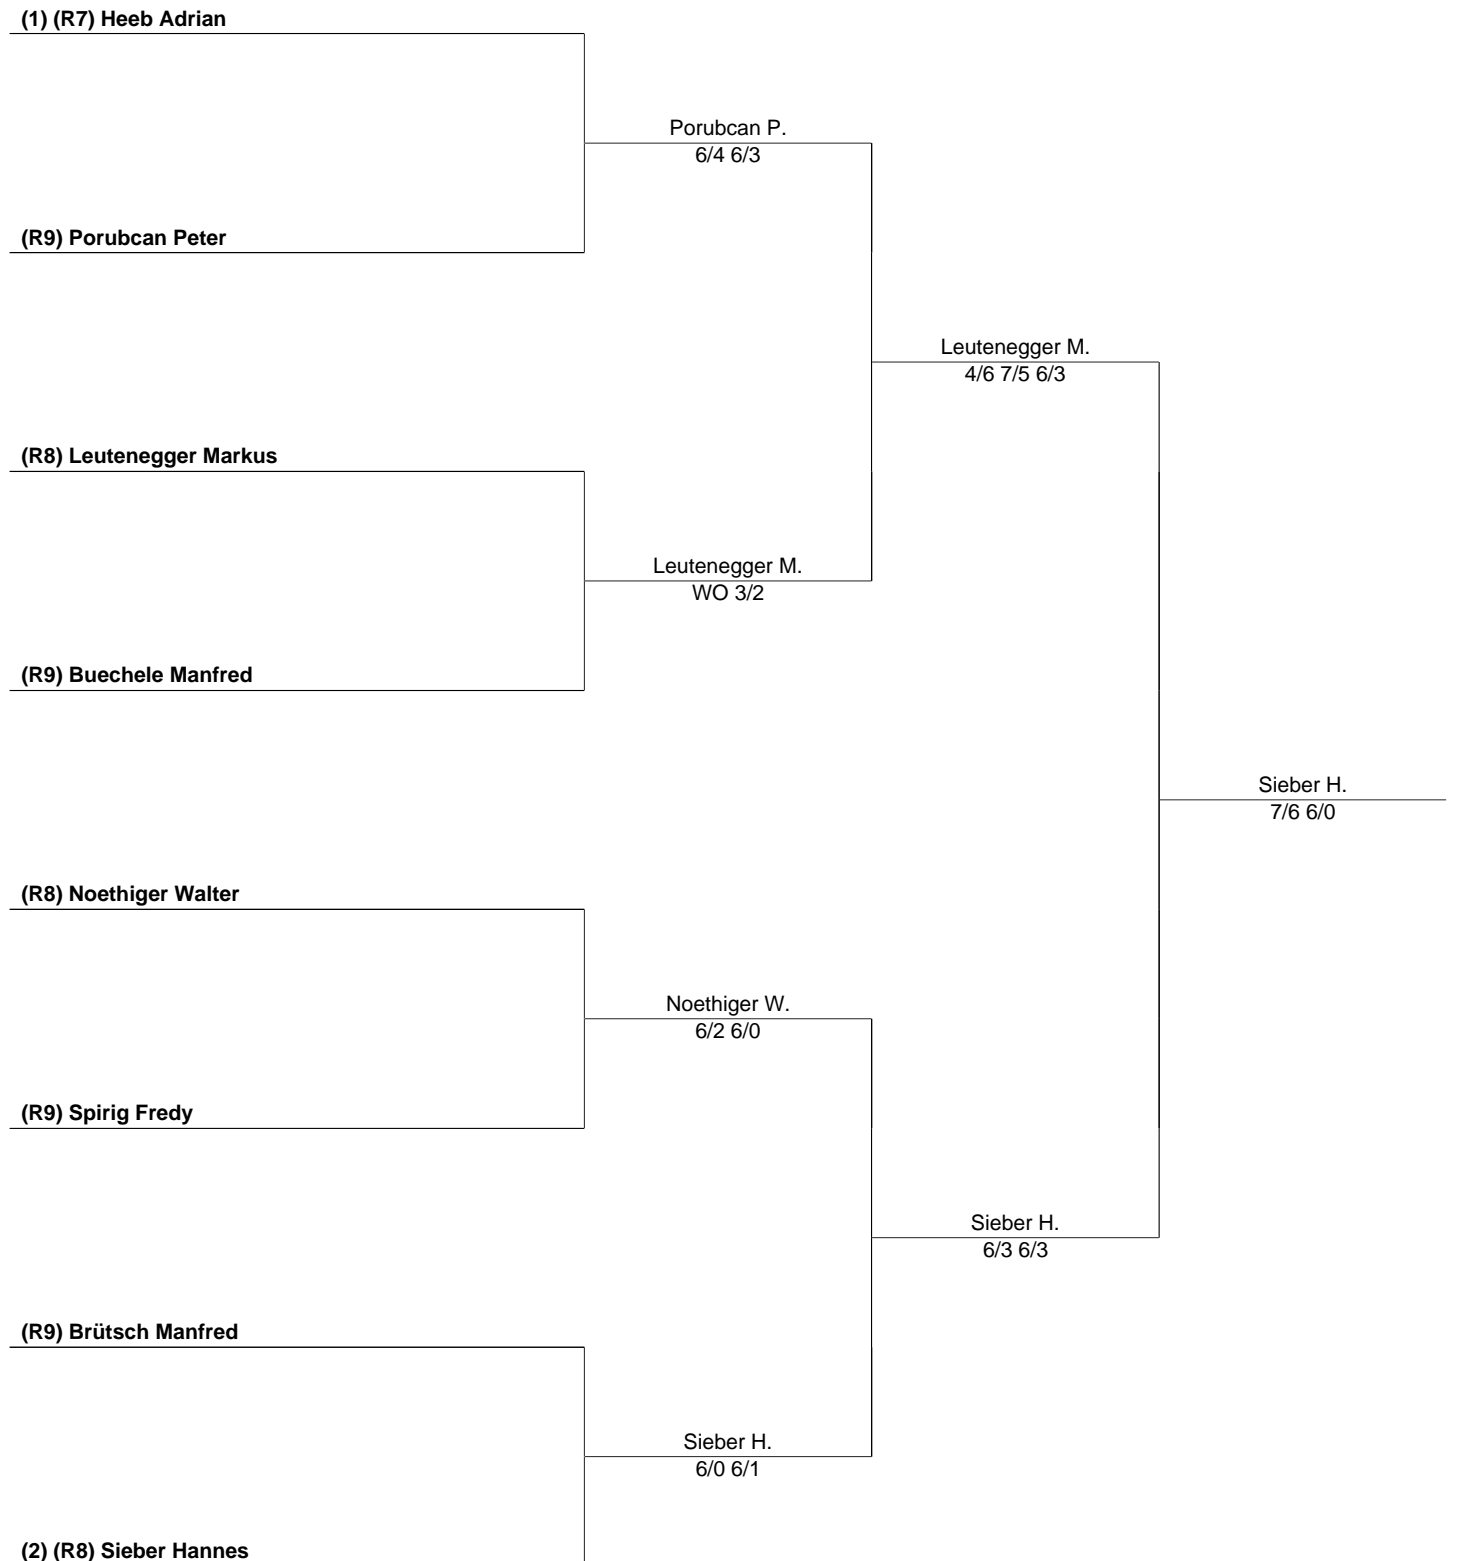 (1) (R7) Heeb Adrian
Porubcan P.
6/4 6/3
(R9) Porubcan Peter
Leutenegger M.
4/6 7/5 6/3
(R8) Leutenegger Markus
Leutenegger M.
WO 3/2
(R9) Buechele Manfred
Sieber H.
7/6 6/0
(R8) Noethiger Walter
Noethiger W.
6/2 6/0
(R9) Spirig Fredy
Sieber H.
6/3 6/3
(R9) Brütsch Manfred
Sieber H.
6/0 6/1
(2) (R8) Sieber Hannes